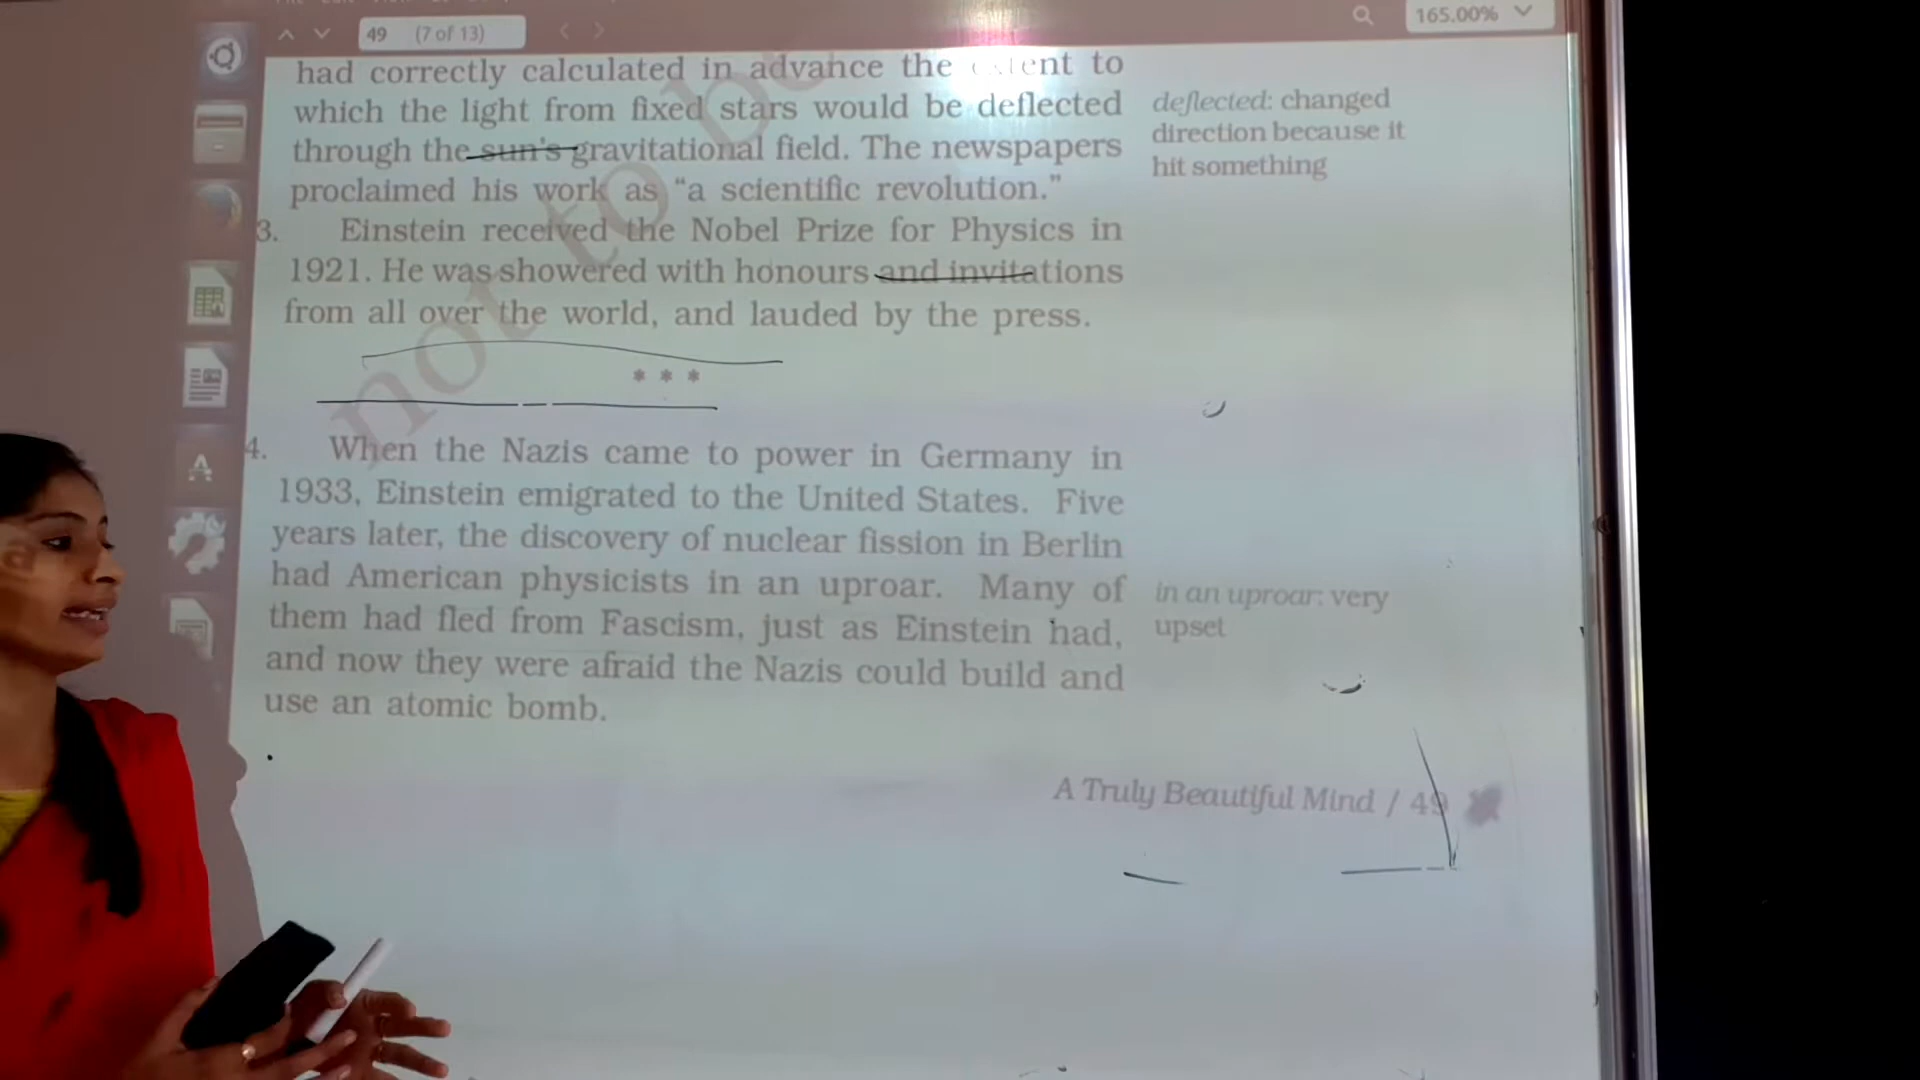 49 (7 of 13)
165.00%
had correctly calculated in advance the extent to
which the light from fixed stars would be deflected
through the sun's gravitational field. The newspapers
proclaimed his work as “a scientific revolution.”
deflected: changed
direction because it
hit something
3. Einstein received the Nobel Prize for Physics in
1921. He was showered with honours and invitations
from all over the world, and lauded by the press.
* * *
4. When the Nazis came to power in Germany in
1933, Einstein emigrated to the United States. Five
years later, the discovery of nuclear fission in Berlin
had American physicists in an uproar. Many of
them had fled from Fascism, just as Einstein had,
and now they were afraid the Nazis could build and
use an atomic bomb.
in an uproar: very
upset
A Truly Beautiful Mind / 49
not to be